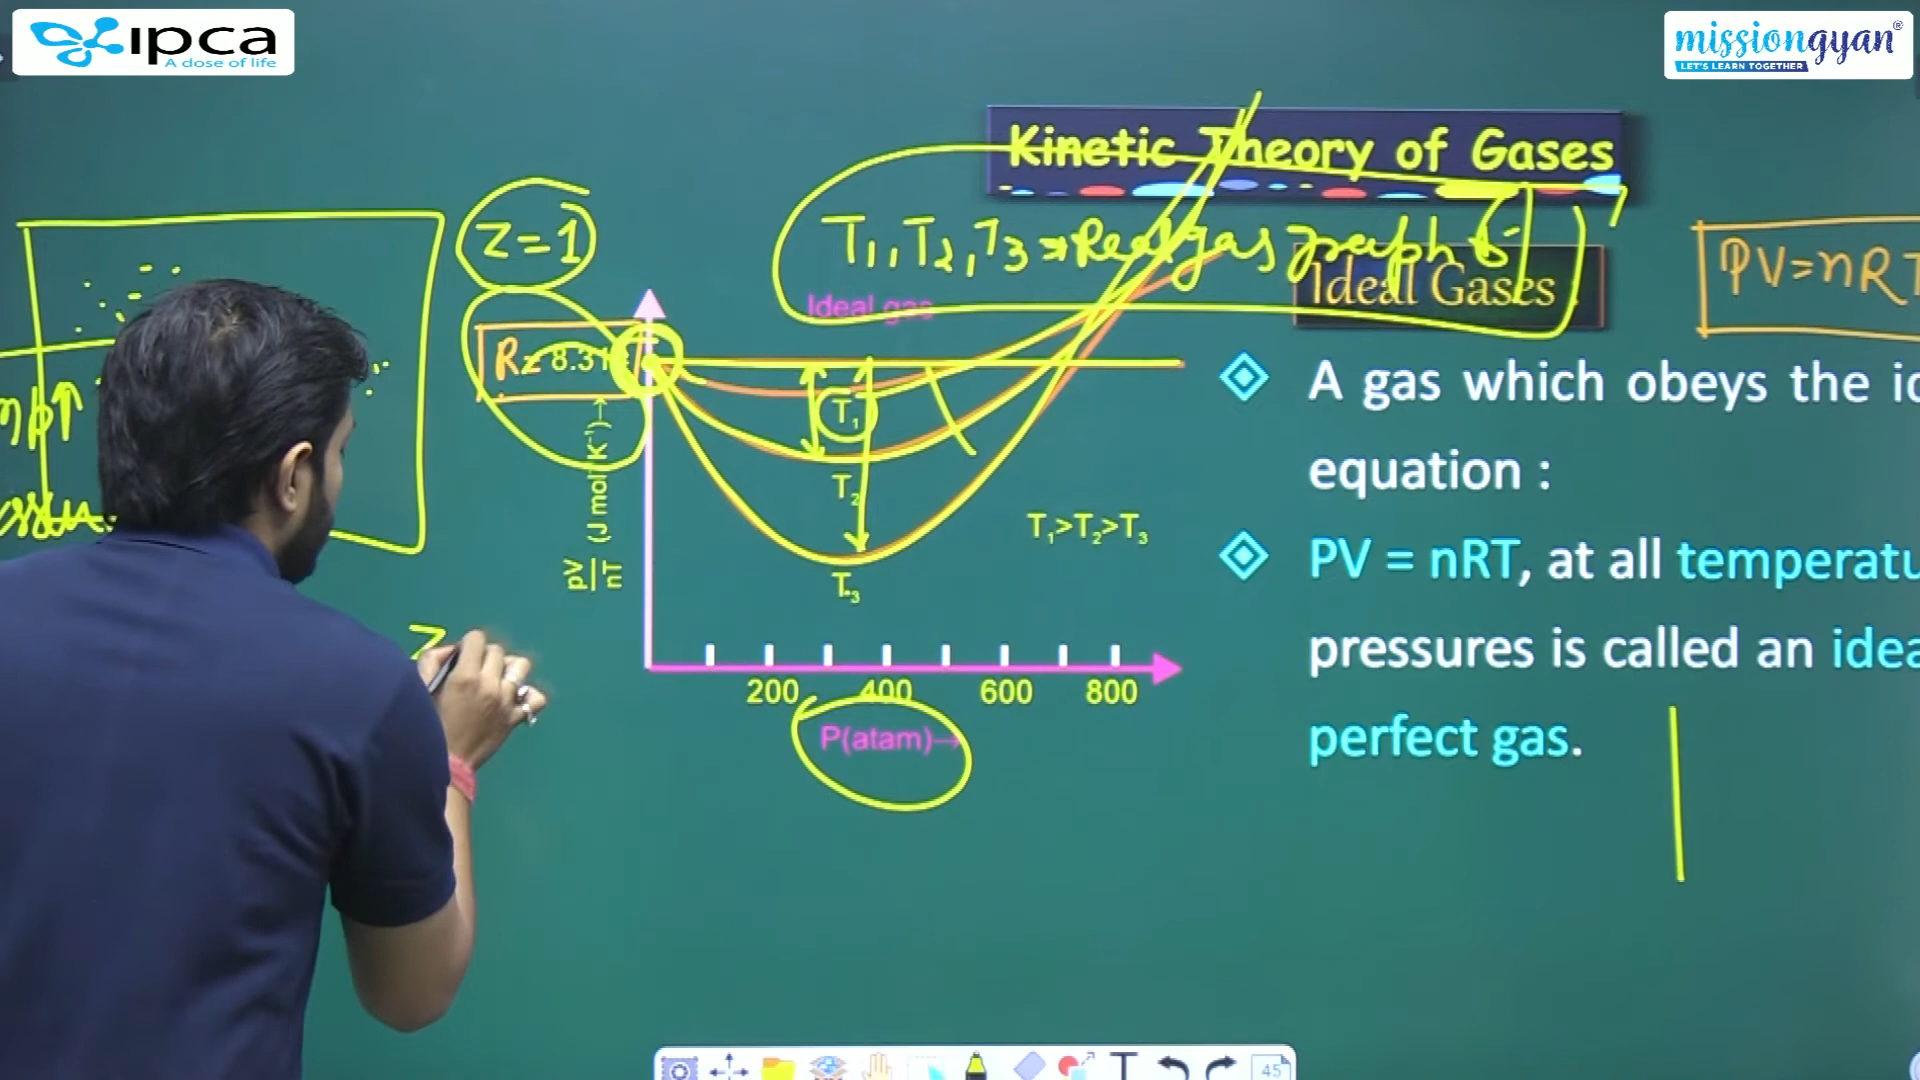 ipca
A dose of life
missiongyan®
LET'S LEARN TOGETHER
Kinetic Theory of Gases
Z=1
T1,T2,T3 ⇒ Real gas graph
Ideal Gases :
PV=nRT
Ideal gas
R= 8.31
T1
T2
T3
T1>T2>T3
pV/nT (J mol⁻¹K⁻¹)→
200 400 600 800
P(atam)→
A gas which obeys the
equation :
PV = nRT, at all
pressures is called an
perfect gas.
Z
45